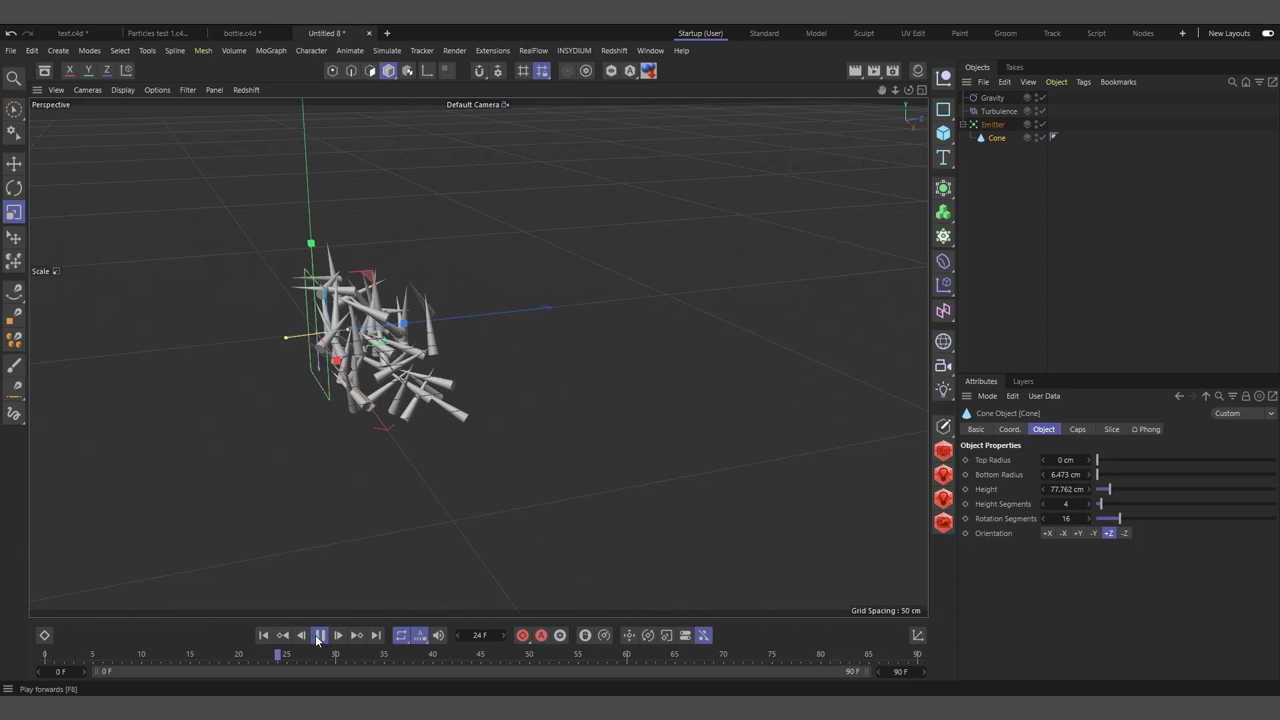 text.c4d *
Particles test 1.c4...
bottle.c4d *
Untitled 8 *
Startup (User)
Standard
Model
Sculpt
UV Edit
Paint
Groom
Track
Script
Nodes
New Layouts
File
Edit
Create
Modes
Select
Tools
Spline
Mesh
Volume
MoGraph
Character
Animate
Simulate
Tracker
Render
Extensions
RealFlow
INSYDIUM
Redshift
Window
Help
X
Y
Z
View
Cameras
Display
Options
Filter
Panel
Redshift
Perspective
Default Camera
Y
Z
X
Scale
Grid Spacing : 50 cm
Objects
Takes
File
Edit
View
Object
Tags
Bookmarks
Gravity
Turbulence
Emitter
Cone
Attributes
Layers
Mode
Edit
User Data
Cone Object [Cone]
Custom
Basic
Coord.
Object
Caps
Slice
Phong
Object Properties
Top Radius
0 cm
Bottom Radius
6.473 cm
Height
77.762 cm
Height Segments
4
Rotation Segments
16
Orientation
+X
-X
+Y
-Y
+Z
-Z
24 F
0
5
10
15
20
25
30
35
40
45
50
55
60
65
70
75
80
85
90
0 F
0 F
90 F
90 F
Play forwards [F8]